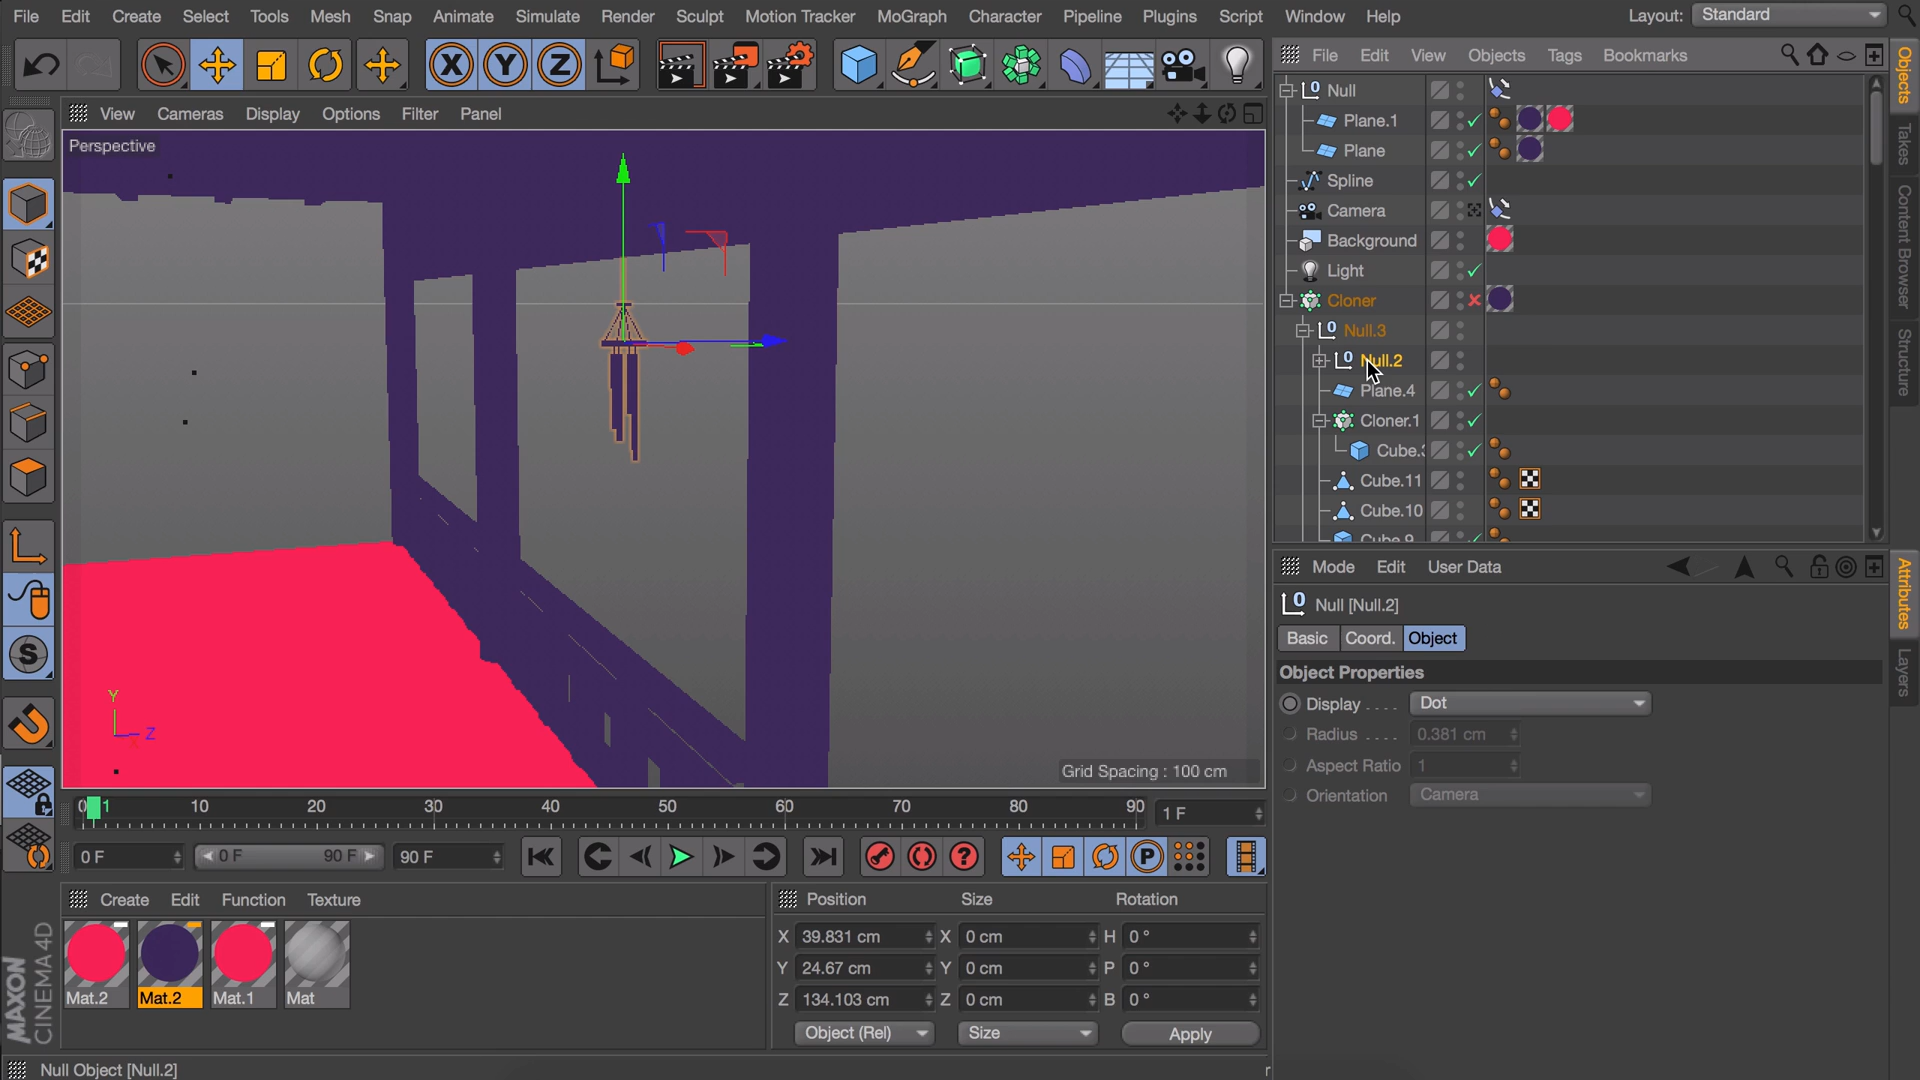 File Edit Create Select Tools Mesh Snap Animate Simulate Render Sculpt Motion Tracker MoGraph Character Pipeline Plugins Script Window Help Layout: Standard
X Y Z
File Edit View Objects Tags Bookmarks
View Cameras Display Options Filter Panel
Perspective
Null
Plane.1
Plane
Spline
Camera
Background
Light
Cloner
Null.3
Null.2
Plane.4
Cloner.1
Cube.
Cube.11
Cube.10
Cube.9
Objects
Takes
Content Browser
Structure
Y
Z
Grid Spacing : 100 cm
Mode Edit User Data
Null [Null.2]
Basic Coord. Object
Object Properties
Display . . . . Dot
Radius . . . . 0.381 cm
Aspect Ratio 1
Orientation Camera
Attributes
Layers
0 1 10 20 30 40 50 60 70 80 90 1 F
0 F 0 F 90 F 90 F
Create Edit Function Texture
Mat.2 Mat.2 Mat.1 Mat
Position Size Rotation
X 39.831 cm X 0 cm H 0 °
Y 24.67 cm Y 0 cm P 0 °
Z 134.103 cm Z 0 cm B 0 °
Object (Rel) Size Apply
MAXON
CINEMA 4D
Null Object [Null.2]